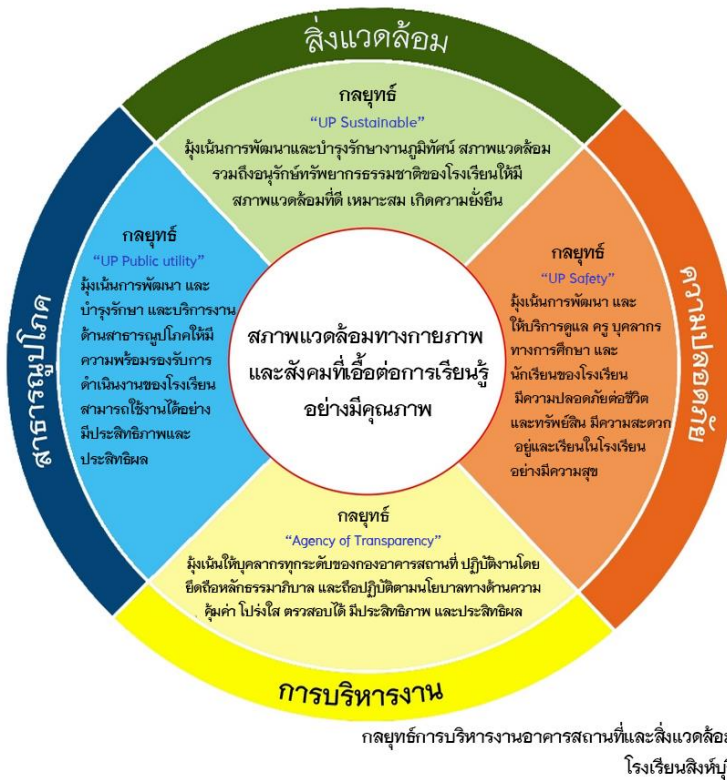 สิ่งแวดล้อม
กลยุทธ์
“UP Sustainable”
มุ้งเน้นการพัฒนาและบำรุงรักษางานภูมิทัศน์ สภาพแวดล้อม
รวมถึงอนุรักษ์ทรัพยากรธรรมชาติของโรงเรียนให้มี
สภาพแวดล้อมที่ดี เหมาะสม เกิดความยั่งยืน
สาธารณูปโภค
กลยุทธ์
“UP Public utility”
มุ้งเน้นการพัฒนา และ
บำรุงรักษา และบริการงาน
ด้านสาธารณูปโภคให้มี
ความพร้อมรองรับการ
ดำเนินงานของโรงเรียน
สามารถใช้งานได้อย่าง
มีประสิทธิภาพและ
ประสิทธิผล
สภาพแวดล้อมทางกายภาพ
และสังคมที่เอื้อต่อการเรียนรู้
อย่างมีคุณภาพ
ความปลอดภัย
กลยุทธ์
“UP Safety”
มุ้งเน้นการพัฒนา และ
ให้บริการดูแล ครู บุคลากร
ทางการศึกษา และ
นักเรียนของโรงเรียน
มีความปลอดภัยต่อชีวิต
และทรัพย์สิน มีความสะดวก
อยู่และเรียนในโรงเรียน
อย่างมีความสุข
กลยุทธ์
“Agency of Transparency”
มุ้งเน้นให้บุคลากรทุกระดับของกองอาคารสถานที่ ปฏิบัติงานโดย
ยึดถือหลักธรรมาภิบาล และถือปฏิบัติตามนโยบาลทางด้านความ
คุ้มค่า โปร่งใส ตรวสอบได้ มีประสิทธิภาพ และประสิทธิผล
การบริหารงาน
กลยุทธ์การบริหารงานอาคารสถานที่และสิ่งแวดล้อม
โรงเรียนสิงห์บุ